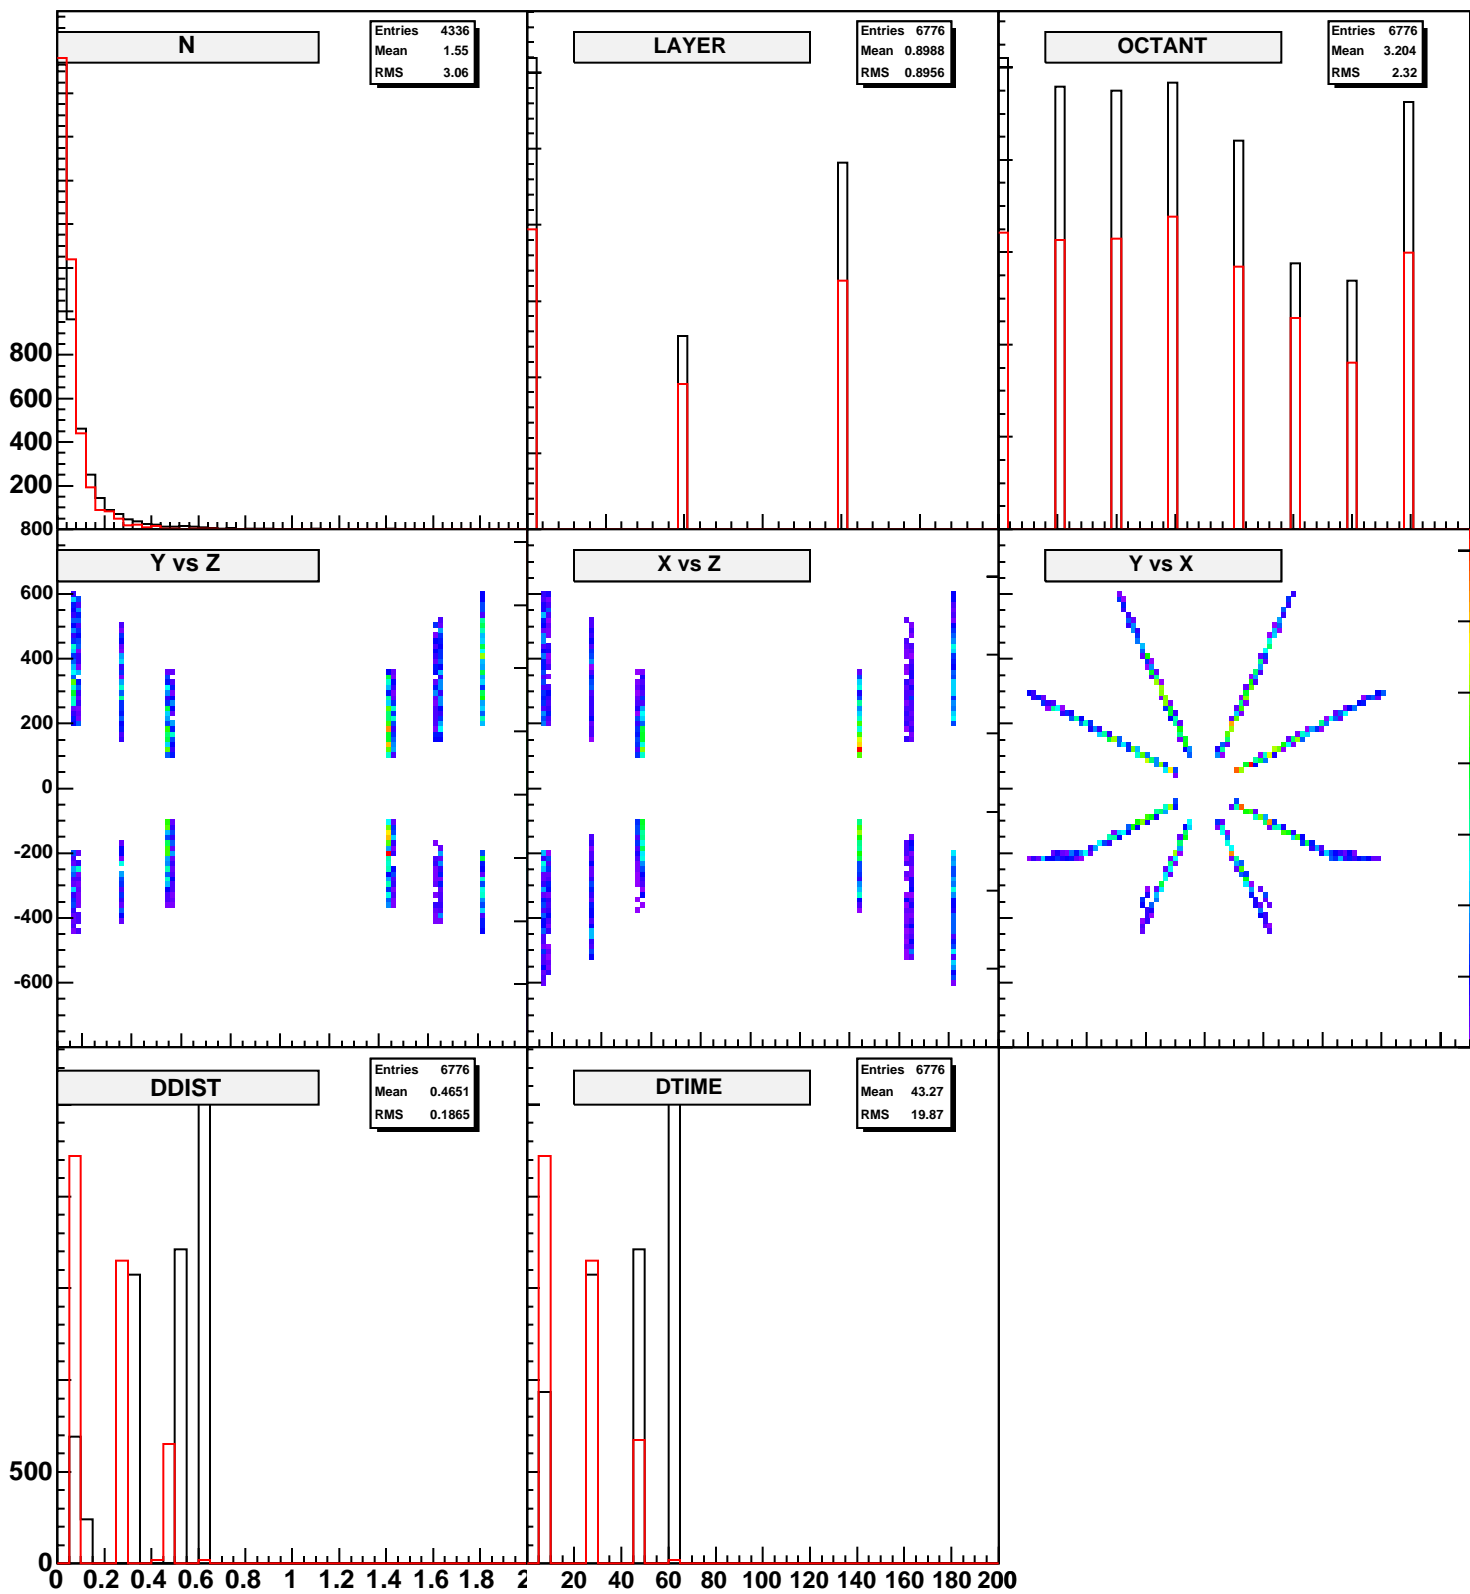 N
Entries 4336
Mean 1.55
RMS 3.06
LAYER
Entries 6776
Mean 0.8988
RMS 0.8956
OCTANT
Entries 6776
Mean 3.204
RMS 2.32
800
600
400
200
800
Y vs Z
X vs Z
Y vs X
600
400
200
0
-200
-400
-600
DDIST
Entries 6776
Mean 0.4651
RMS 0.1865
DTIME
Entries 6776
Mean 43.27
RMS 19.87
500
0
0 0.2 0.4 0.6 0.8 1 1.2 1.4 1.6 1.8 2
20 40 60 80 100 120 140 160 180 200